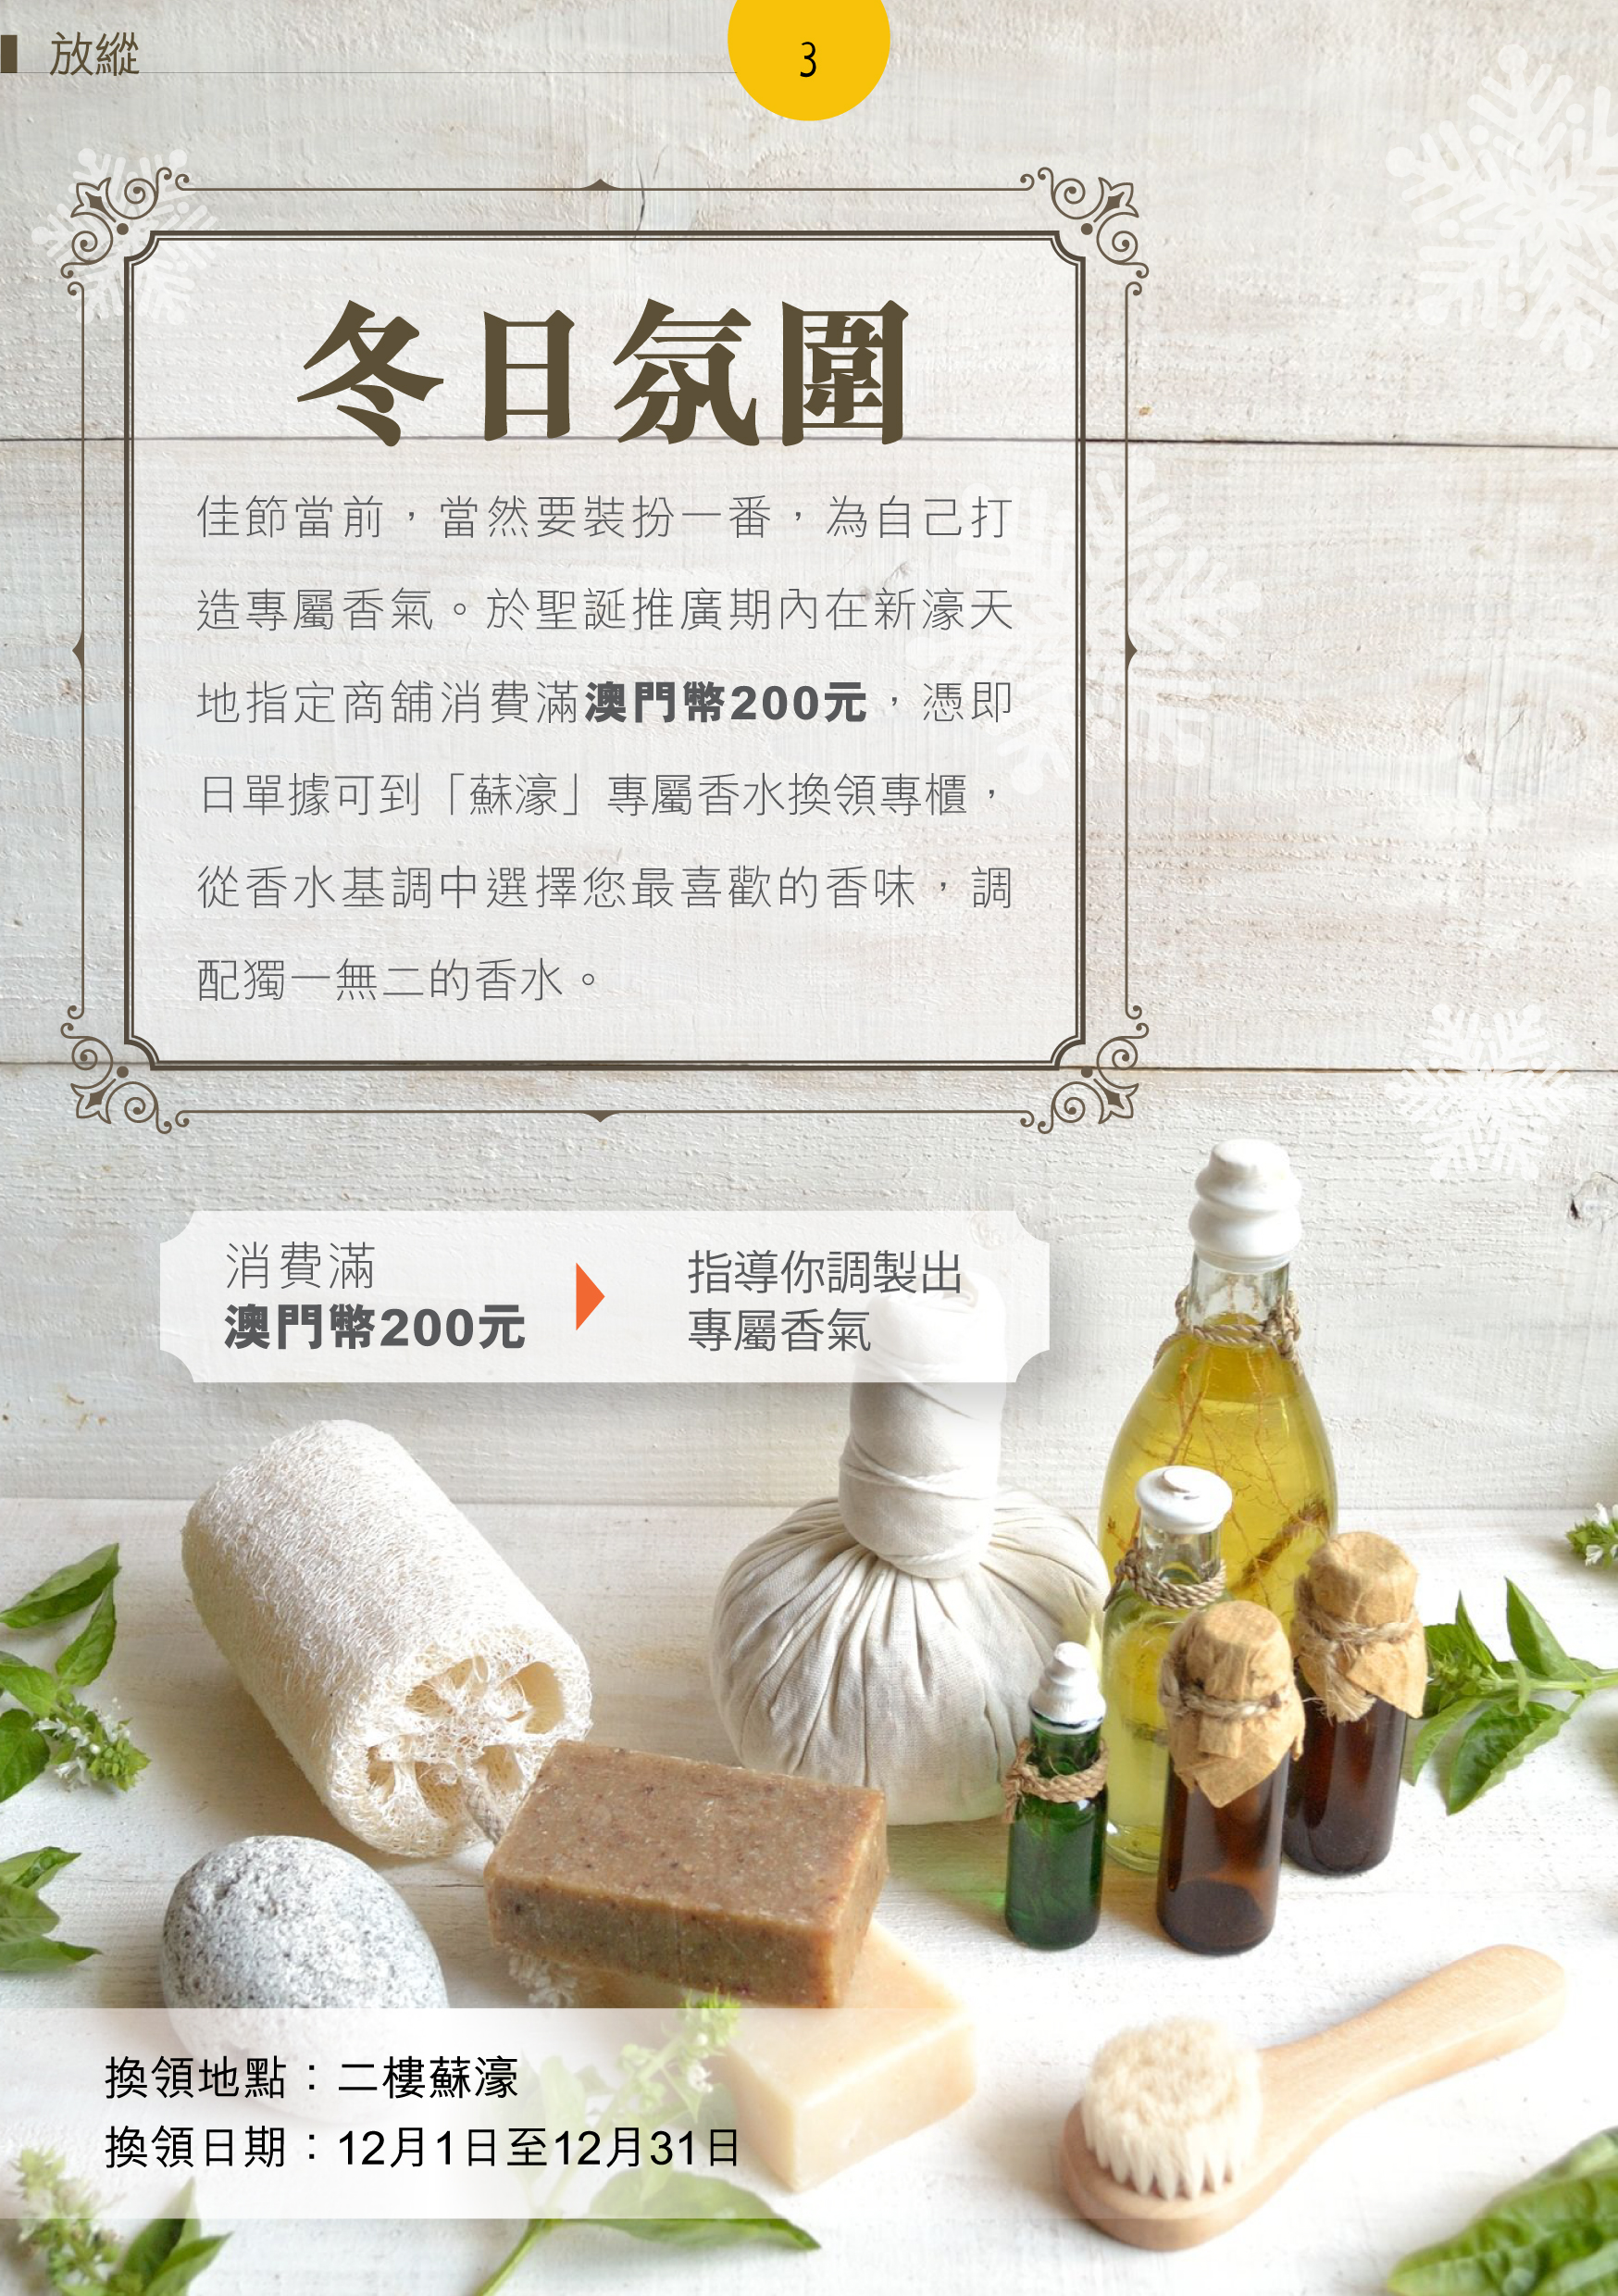 放縱
3
冬日氛圍
佳節當前，當然要裝扮一番，為自己打
造專屬香氣。於聖誕推廣期內在新濠天
地指定商舖消費滿澳門幣200元，憑即
日單據可到「蘇濠」專屬香水換領專櫃，
從香水基調中選擇您最喜歡的香味，調
配獨一無二的香水。
消費滿
澳門幣200元
指導你調製出
專屬香氣
換領地點：二樓蘇濠
換領日期：12月1日至12月31日